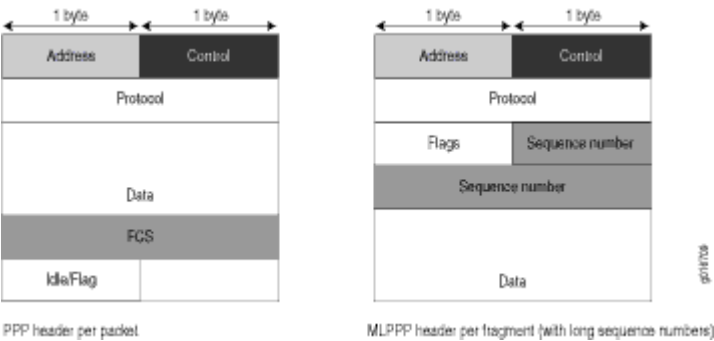 1 byte 1 byte
Address Control
Protocol
Data
FCS
Idle/Flag
PPP header per packet
1 byte 1 byte
Address Control
Protocol
Flags Sequence number
Sequence number
Data
MLPPP header per fragment (with long sequence numbers)
g016709